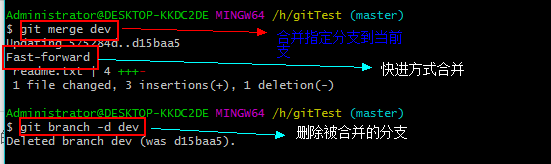 Administrator@DESKTOP-KKDC2DE MINGW64 /h/gitTest (master)
$ git merge dev
合并指定分支到当前支
Updating 575284d..d15baa5
Fast-forward
快进方式合并
readme.txt | 4 +++-
1 file changed, 3 insertions(+), 1 deletion(-)
Administrator@DESKTOP-KKDC2DE MINGW64 /h/gitTest (master)
$ git branch -d dev
删除被合并的分支
Deleted branch dev (was d15baa5).